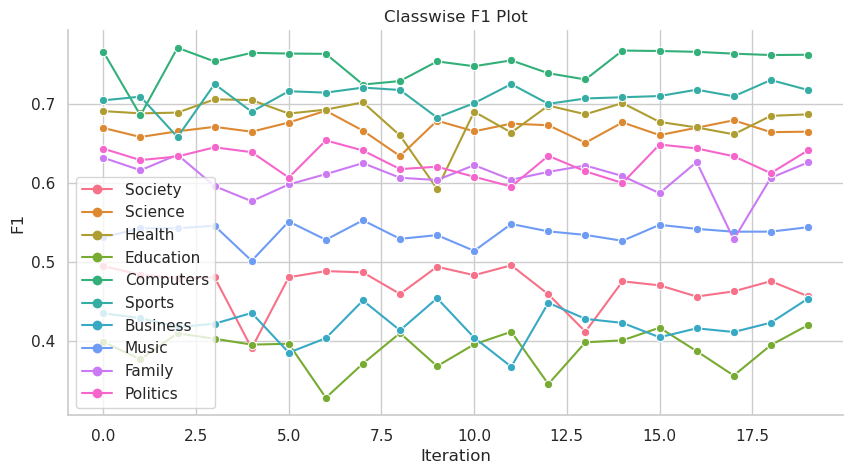 Classwise F1 Plot
F1
0.7
0.6
0.5
0.4
Society
Science
Health
Education
Computers
Sports
Business
Music
Family
Politics
0.0 2.5 5.0 7.5 10.0 12.5 15.0 17.5
Iteration